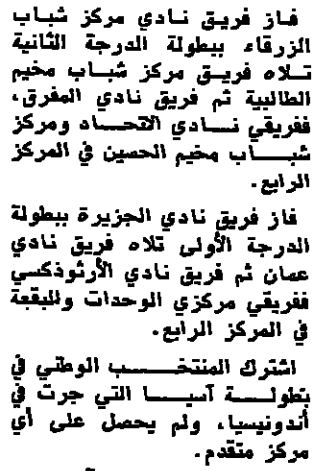 فاز فريق نادي مركز شباب
الزرقاء ببطولة الدرجة الثانية
تلاه فريق مركز شباب مخيم
الطالبية ثم فريق نادي المفرق،
ففريقي نادي الاتحاد ومركز
شباب مخيم الحسين في المركز
الرابع.
فاز فريق نادي الجزيرة ببطولة
الدرجة الأولى تلاه فريق نادي
عمان ثم فريق نادي الأرثوذكسي
ففريقي مركزي الوحدات والبقعة
في المركز الرابع.
اشترك المنتخب الوطني في
بطولة آسيا التي جرت في
أندونيسيا، ولم يحصل على أي
مركز متقدم.